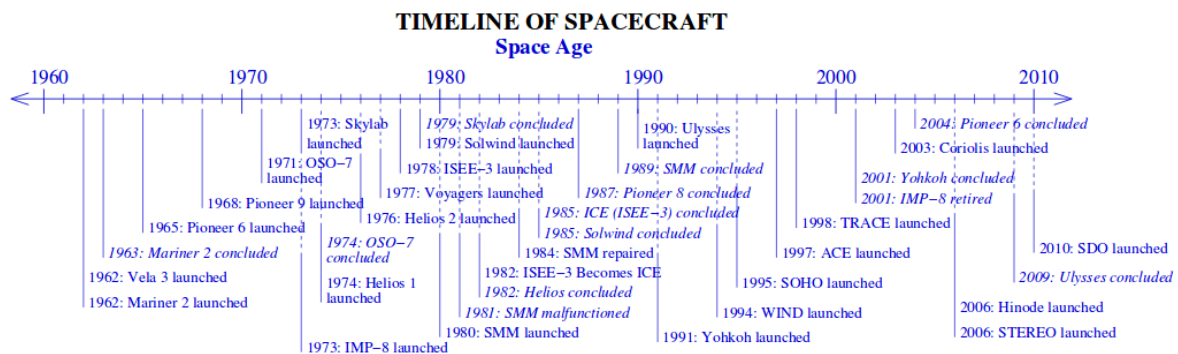 TIMELINE OF SPACECRAFT
Space Age
1960 1970 1980 1990 2000 2010
1973: Skylab
launched
1979: Skylab concluded
1990: Ulysses
launched
2004: Pioneer 6 concluded
1979: Solwind launched
2003: Coriolis launched
1971: OSO−7
launched
1978: ISEE−3 launched
1989: SMM concluded
2001: Yohkoh concluded
1977: Voyagers launched
1987: Pioneer 8 concluded
2001: IMP−8 retired
1968: Pioneer 9 launched
1976: Helios 2 launched
1985: ICE (ISEE−3) concluded
1998: TRACE launched
1965: Pioneer 6 launched
1974: OSO−7
concluded
1985: Solwind concluded
2010: SDO launched
1963: Mariner 2 concluded
1984: SMM repaired
1997: ACE launched
1962: Vela 3 launched
1974: Helios 1
launched
1982: ISEE−3 Becomes ICE
2009: Ulysses concluded
1982: Helios concluded
1995: SOHO launched
1962: Mariner 2 launched
1981: SMM malfunctioned
1994: WIND launched
2006: Hinode launched
1980: SMM launched
1991: Yohkoh launched
2006: STEREO launched
1973: IMP−8 launched